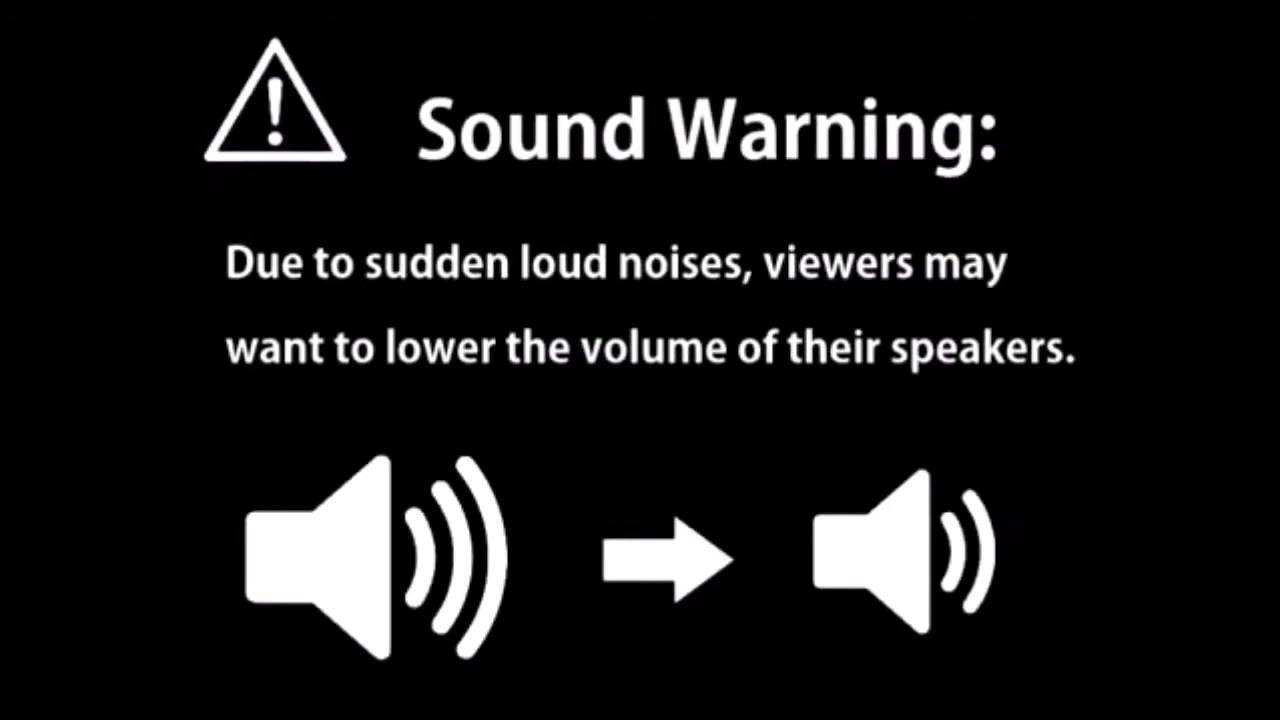 Sound Warning:
Due to sudden loud noises, viewers may
want to lower the volume of their speakers.